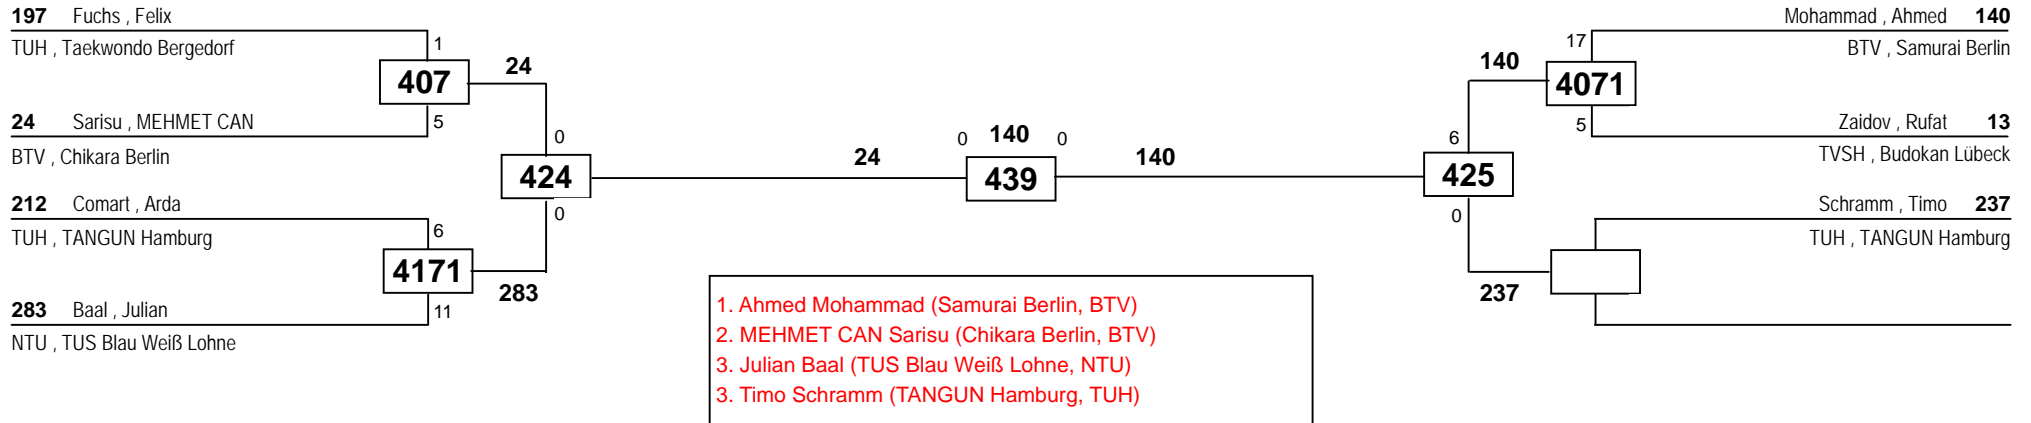 197 Fuchs , Felix
TUH , Taekwondo Bergedorf
1
407
24
24 Sarisu , MEHMET CAN
5
BTV , Chikara Berlin
0
424
24
212 Comart , Arda
0
TUH , TANGUN Hamburg
6
4171
283
283 Baal , Julian
11
NTU , TUS Blau Weiß Lohne
0 140 0
439
140
Mohammad , Ahmed 140
17
BTV , Samurai Berlin
140
4071
Zaidov , Rufat 13
5
TVSH , Budokan Lübeck
6
425
0
Schramm , Timo 237
TUH , TANGUN Hamburg
237
1. Ahmed Mohammad (Samurai Berlin, BTV)
2. MEHMET CAN Sarisu (Chikara Berlin, BTV)
3. Julian Baal (TUS Blau Weiß Lohne, NTU)
3. Timo Schramm (TANGUN Hamburg, TUH)